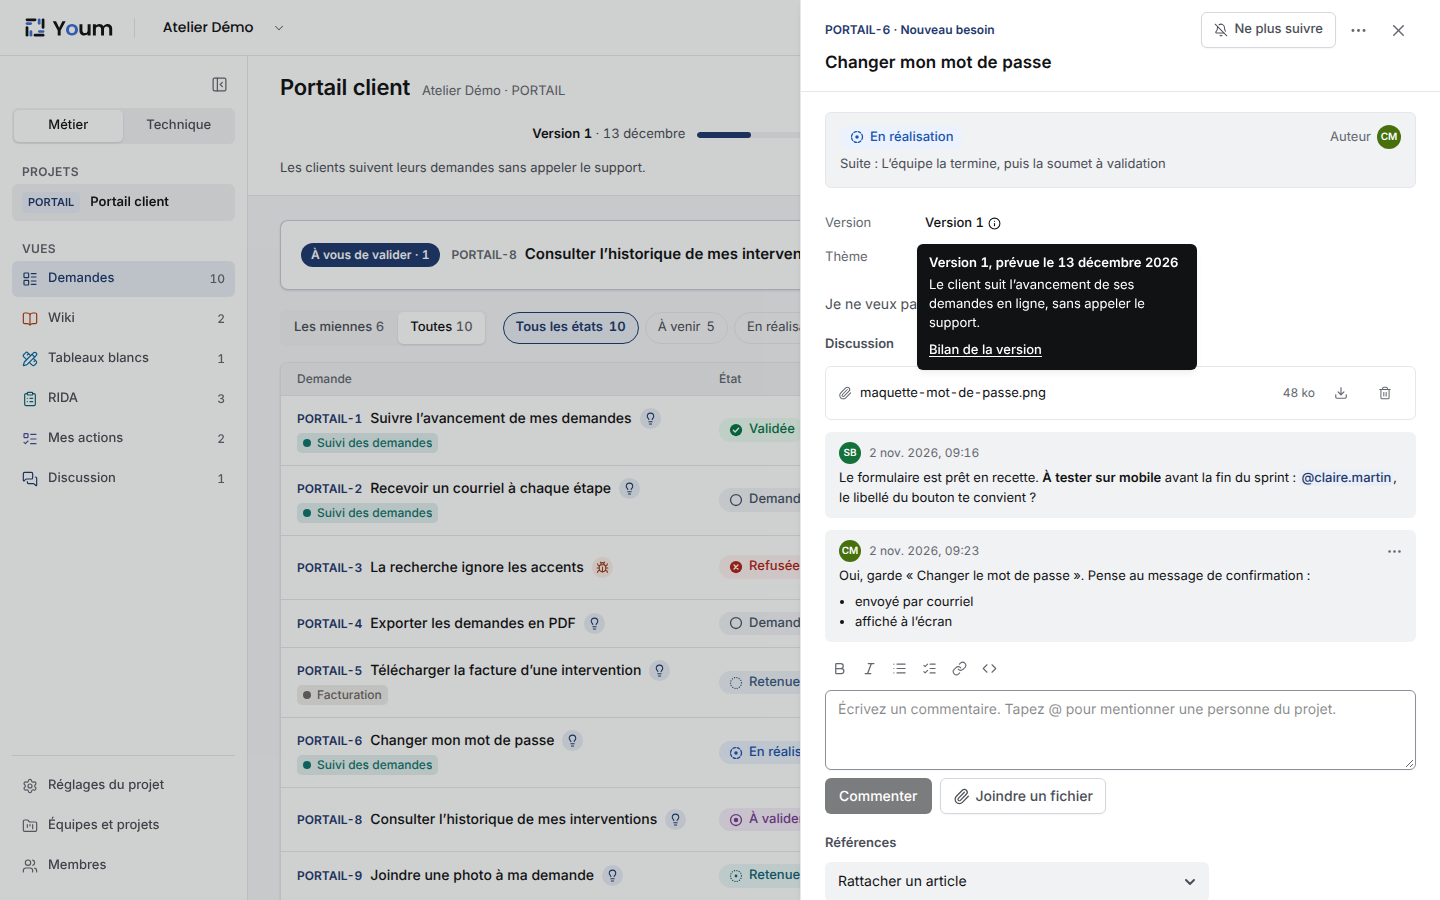 Youm
Atelier Démo
Métier
Technique
PROJETS
PORTAIL Portail client
VUES
Demandes 10
Wiki 2
Tableaux blancs 1
RIDA 3
Mes actions 2
Discussion 1
Réglages du projet
Équipes et projets
Membres
Portail client Atelier Démo · PORTAIL
Version 1 · 13 décembre
Les clients suivent leurs demandes sans appeler le support.
À vous de valider · 1 PORTAIL-8 Consulter l’historique de mes interven
Les miennes 6 Toutes 10 Tous les états 10 À venir 5 En réalisa
Demande État
PORTAIL-1 Suivre l’avancement de mes demandes Validée
Suivi des demandes
PORTAIL-2 Recevoir un courriel à chaque étape Demand
Suivi des demandes
PORTAIL-3 La recherche ignore les accents Refusée
PORTAIL-4 Exporter les demandes en PDF Demand
PORTAIL-5 Télécharger la facture d’une intervention Retenue
Facturation
PORTAIL-6 Changer mon mot de passe En réalis
Suivi des demandes
PORTAIL-8 Consulter l’historique de mes interventions À valider
PORTAIL-9 Joindre une photo à ma demande Retenue
PORTAIL-6 · Nouveau besoin
Ne plus suivre
Changer mon mot de passe
En réalisation
Auteur CM
Suite : L’équipe la termine, puis la soumet à validation
Version Version 1
Thème
Version 1, prévue le 13 décembre 2026
Le client suit l’avancement de ses
demandes en ligne, sans appeler le
support.
Bilan de la version
Je ne veux pa
Discussion
maquette-mot-de-passe.png 48 ko
SB 2 nov. 2026, 09:16
Le formulaire est prêt en recette. À tester sur mobile avant la fin du sprint : @claire.martin,
le libellé du bouton te convient ?
CM 2 nov. 2026, 09:23
Oui, garde « Changer le mot de passe ». Pense au message de confirmation :
• envoyé par courriel
• affiché à l’écran
Écrivez un commentaire. Tapez @ pour mentionner une personne du projet.
Commenter
Joindre un fichier
Références
Rattacher un article